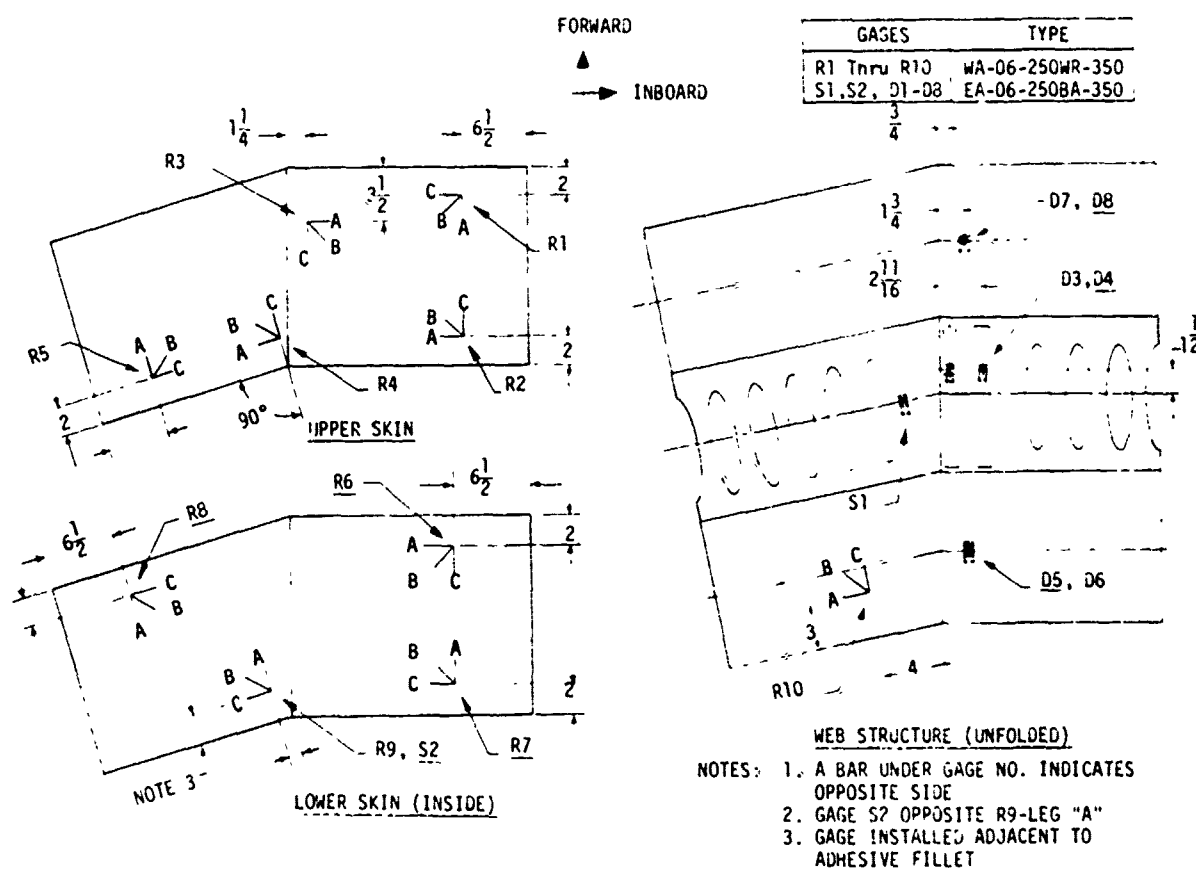 FORWARD
INBOARD
GAGES TYPE
R1 Thru R10 WA-06-250WR-350
S1,S2, D1-D8 EA-06-250BA-350
1 1/4
6 1/2
R3
3 1/2
2
C
A
B
A
B
C
R1
C
B
A
C
B
A
A
B
C
R5
R4
R2
2
2
90°
UPPER SKIN
3/4
1 3/4
D7, D8
2 11/16
D3,D4
S1
B C
A
D5, D6
3
4
R10
WEB STRUCTURE (UNFOLDED)
R6
6 1/2
R8
6 1/2
2
A
B
C
C
B
A
A
B
C
B
A
C
2
R9, S2
R7
NOTE 3
LOWER SKIN (INSIDE)
NOTES: 1. A BAR UNDER GAGE NO. INDICATES
OPPOSITE SIDE
2. GAGE S2 OPPOSITE R9-LEG "A"
3. GAGE INSTALLED ADJACENT TO
ADHESIVE FILLET